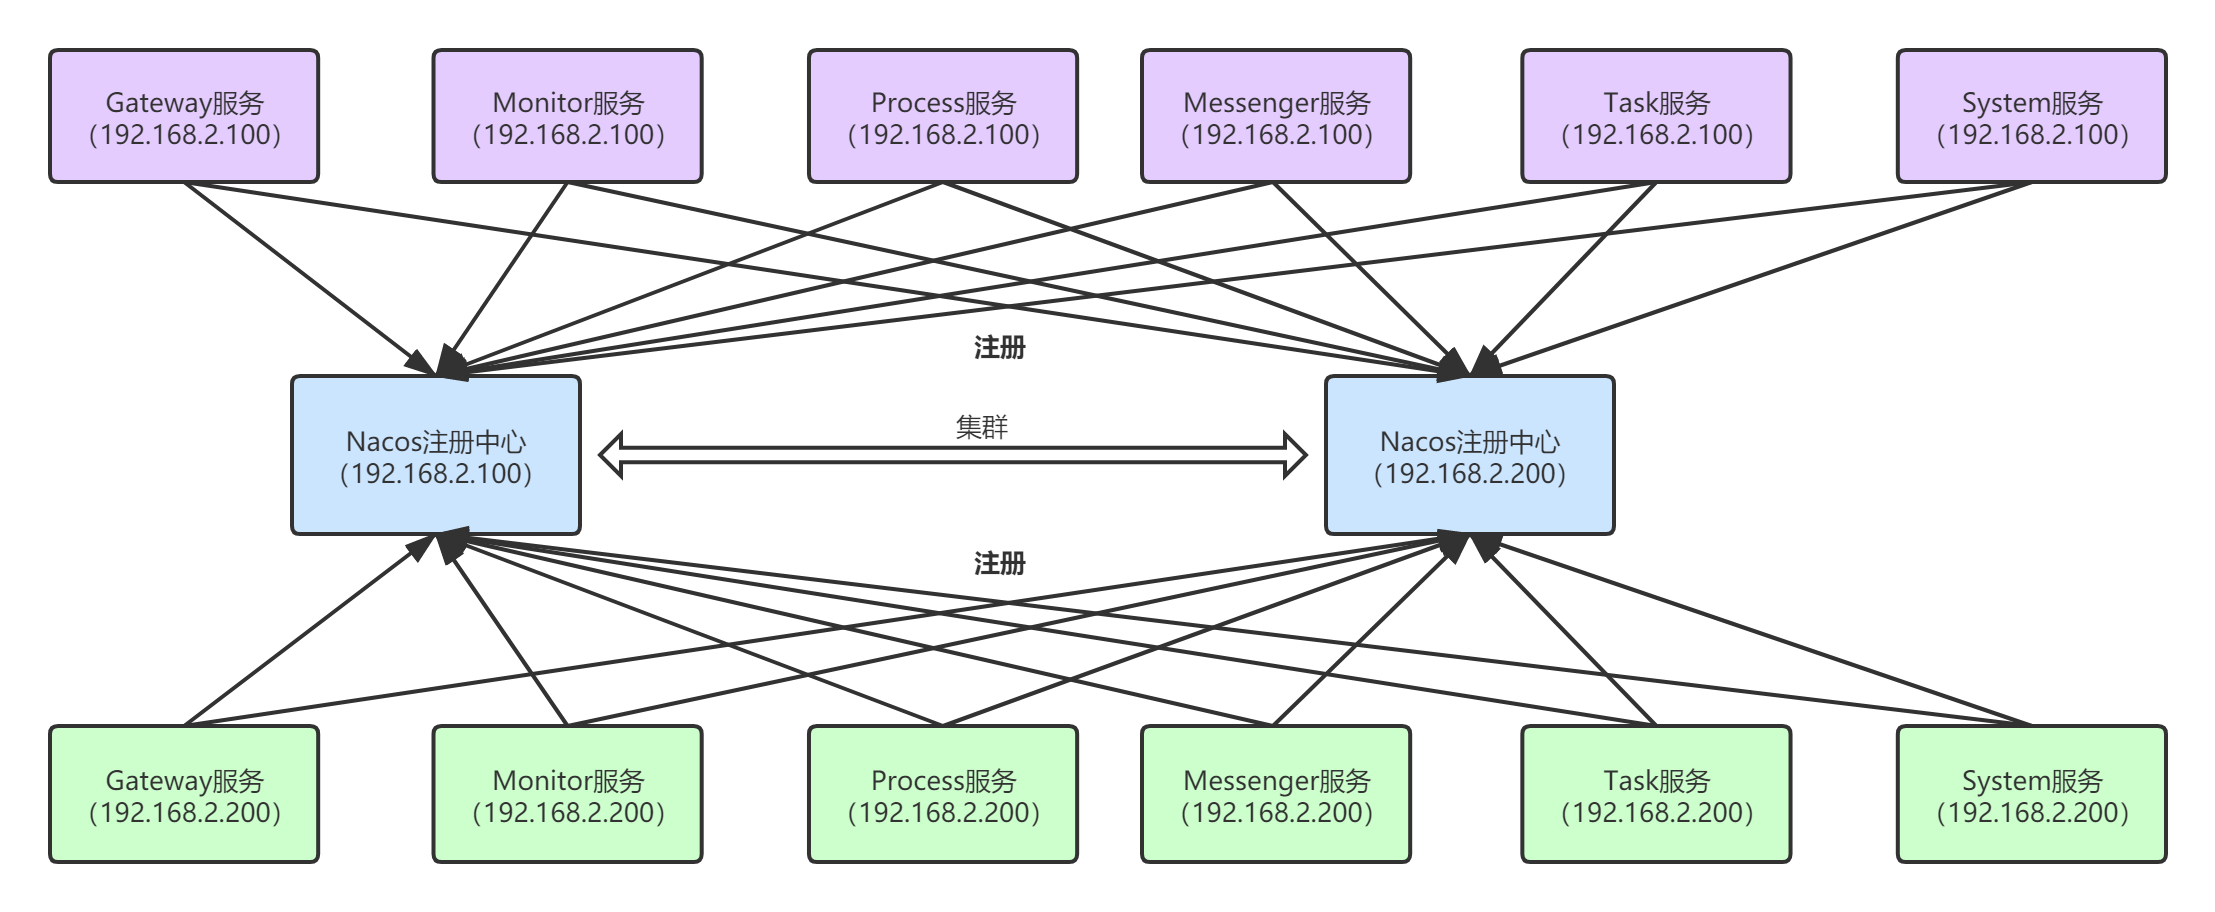 Gateway服务
（192.168.2.100）
Monitor服务
（192.168.2.100）
Process服务
（192.168.2.100）
Messenger服务
（192.168.2.100）
Task服务
（192.168.2.100）
System服务
（192.168.2.100）
注册
Nacos注册中心
（192.168.2.100）
集群
Nacos注册中心
（192.168.2.200）
注册
Gateway服务
（192.168.2.200）
Monitor服务
（192.168.2.200）
Process服务
（192.168.2.200）
Messenger服务
（192.168.2.200）
Task服务
（192.168.2.200）
System服务
（192.168.2.200）